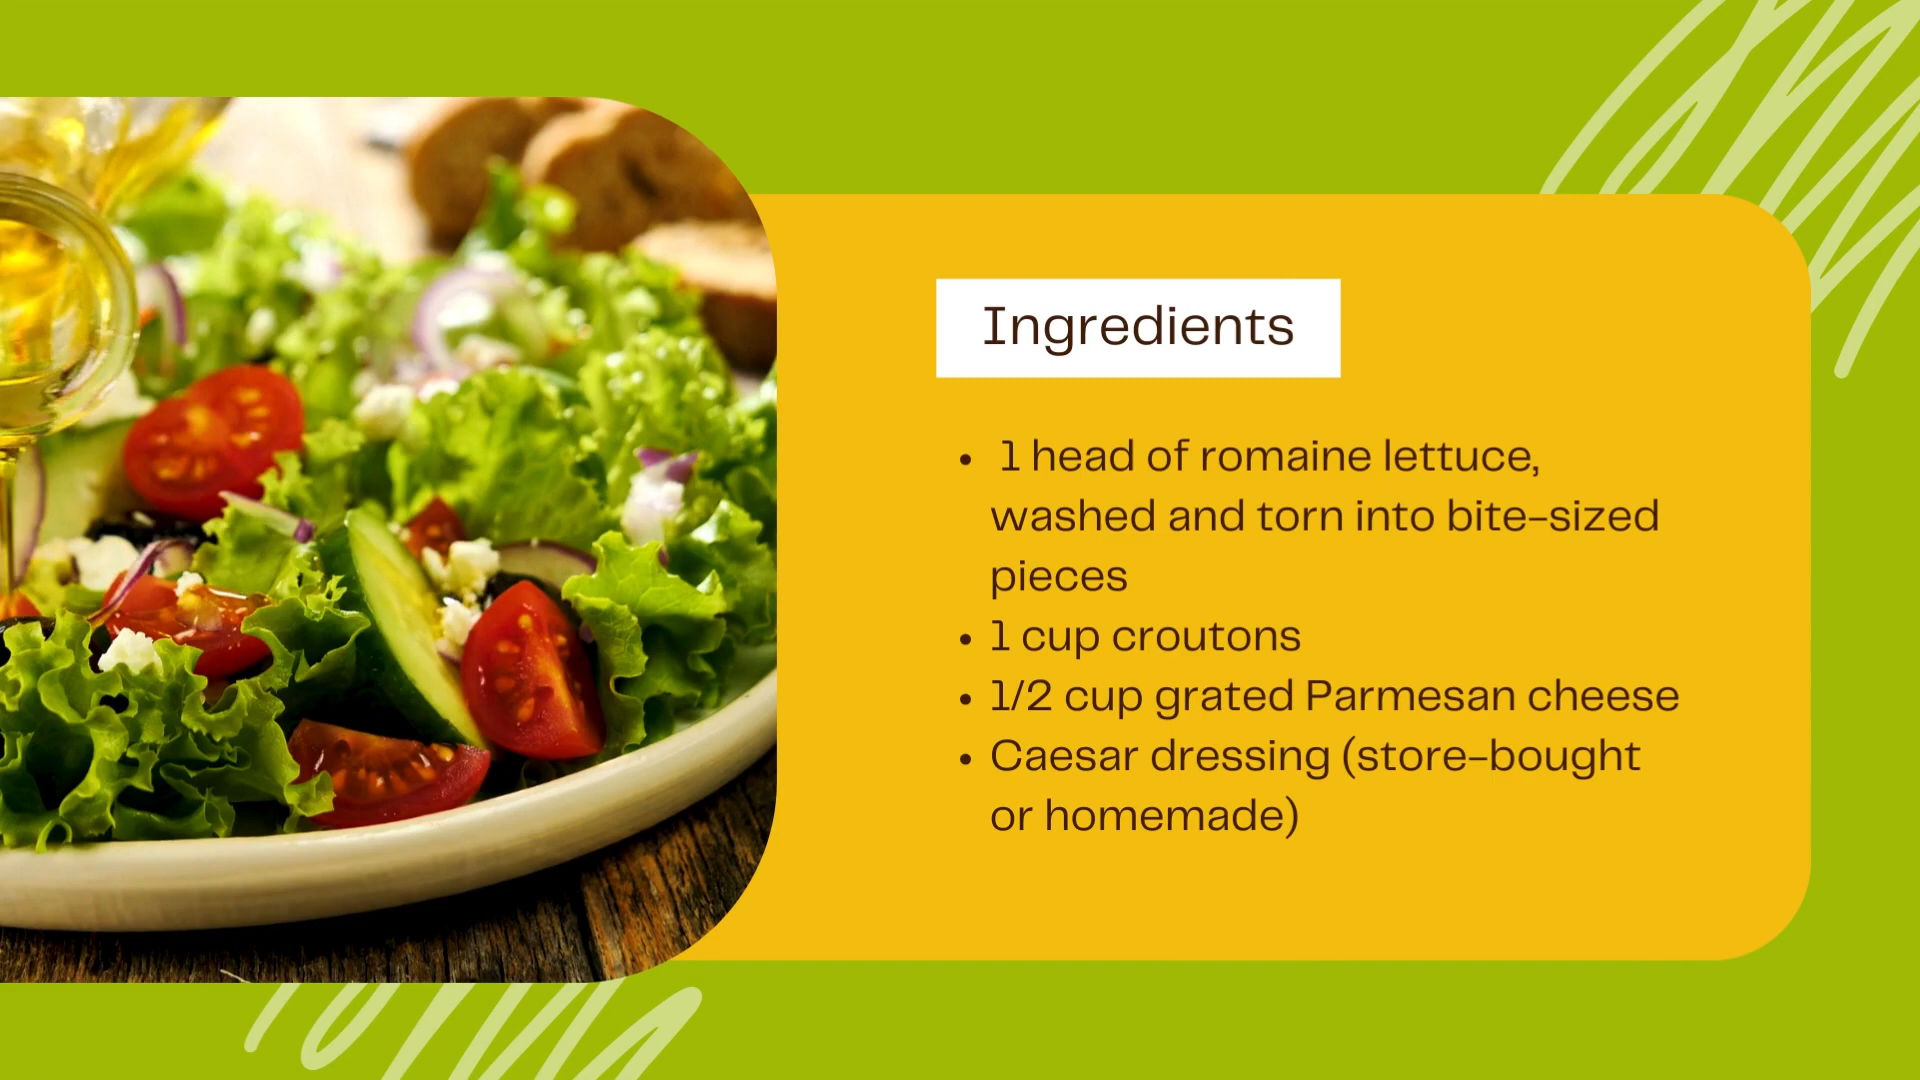 Ingredients
• 1 head of romaine lettuce,
washed and torn into bite-sized
pieces
• 1 cup croutons
• 1/2 cup grated Parmesan cheese
• Caesar dressing (store-bought
or homemade)